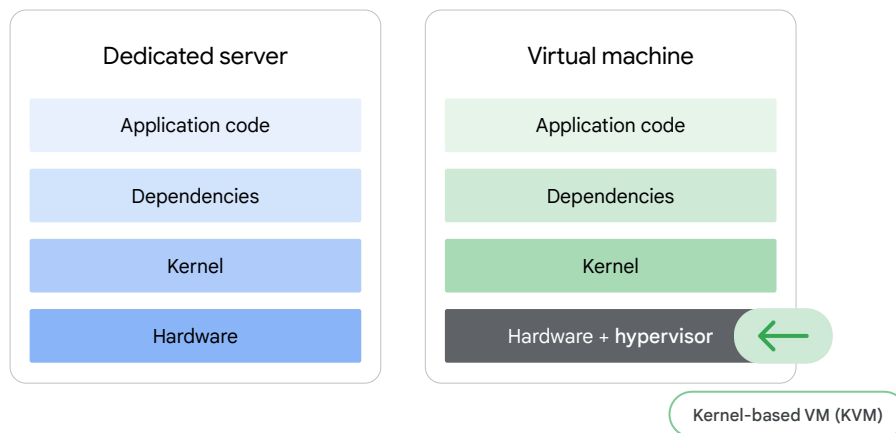 Dedicated server
Application code
Dependencies
Kernel
Hardware
Virtual machine
Application code
Dependencies
Kernel
Hardware + hypervisor
Kernel-based VM (KVM)